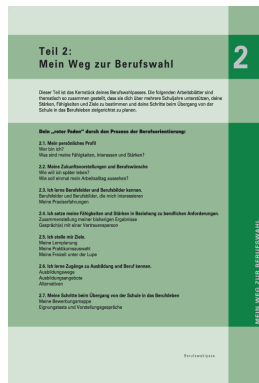 Teil 2:
Mein Weg zur Berufswahl
2
Dieser Teil ist das Kernstück deines Berufswahlpasses. Die folgenden Arbeitsblätter sind
thematisch so zusammen gestellt, dass sie dich über mehrere Schuljahre unterstützen, deine
Stärken, Fähigkeiten und Ziele zu bestimmen und deine Schritte beim Übergang von der
Schule in das Berufsleben zielgerichtet zu planen.
Dein „roter Faden" durch den Prozess der Berufsorientierung:
2.1. Mein persönliches Profil
Wer bin ich?
Was sind meine Fähigkeiten, Interessen und Stärken?
2.2. Meine Zukunftsvorstellungen und Berufswünsche
Wie will ich später leben?
Wie soll einmal mein Arbeitsalltag aussehen?
2.3. Ich lerne Berufsfelder und Berufsbilder kennen.
Berufsfelder und Berufsbilder, die mich interessieren
Meine Praxiserfahrungen
2.4. Ich setze meine Fähigkeiten und Stärken in Beziehung zu beruflichen Anforderungen.
Zusammenstellung meiner bisherigen Ergebnisse
Gespräch(e) mit einer Vertrauensperson
2.5. Ich stelle mir Ziele.
Meine Lernplanung
Meine Praktikumsauswahl
Meine Freizeit unter der Lupe
2.6. Ich lerne Zugänge zu Ausbildung und Beruf kennen.
Ausbildungswege
Ausbildungsangebote
Alternativen
2.7. Meine Schritte beim Übergang von der Schule in das Berufsleben
Meine Bewerbungsmappe
Eignungstests und Vorstellungsgespräche
MEIN WEG ZUR BERUFSWAHL
Berufswahlpass